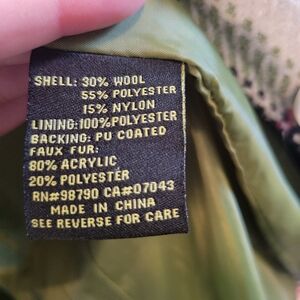 SHELL: 30% WOOL
55% POLYESTER
15% NYLON
LINING:100%POLYESTER
BACKING: PU COATED
FAUX FUR:
80% ACRYLIC
20% POLYESTER
RN#98790 CA#07043
MADE IN CHINA
SEE REVERSE FOR CARE